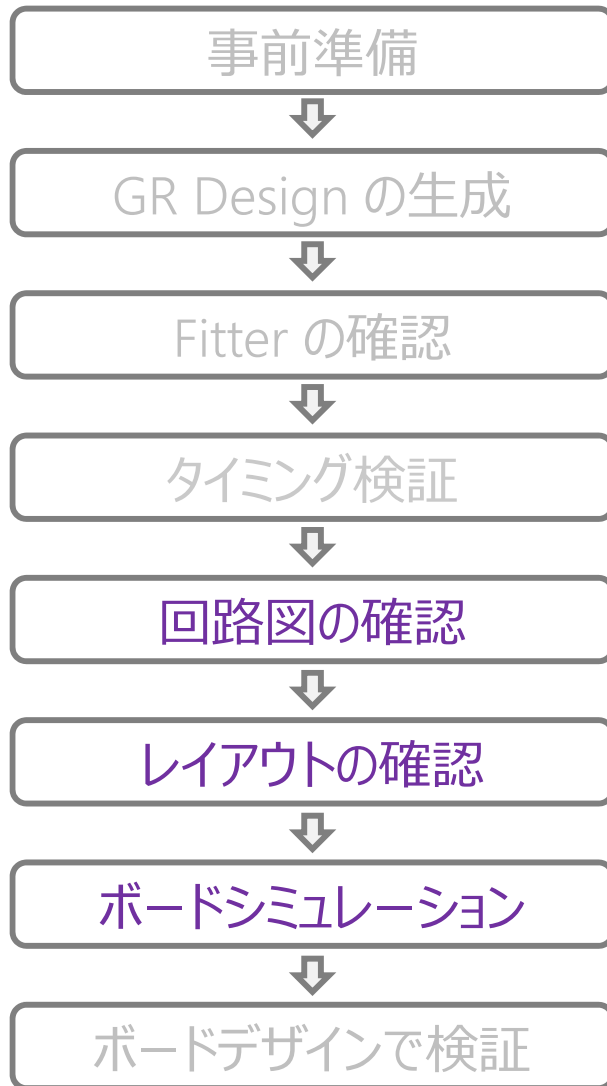 事前準備
GR Design の生成
Fitter の確認
タイミング検証
回路図の確認
レイアウトの確認
ボードシミュレーション
ボードデザインで検証